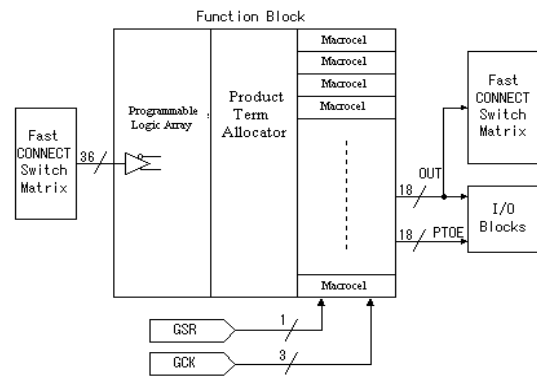 Function Block
Macrocel
Macrocel
Macrocel
Macrocel
Programmable
Logic Array
Product
Term
Allocator
Fast
CONNECT
Switch
Matrix
36
Fast
CONNECT
Switch
Matrix
OUT
18
18
PTOE
I/O
Blocks
Macrocel
GSR
1
GCK
3